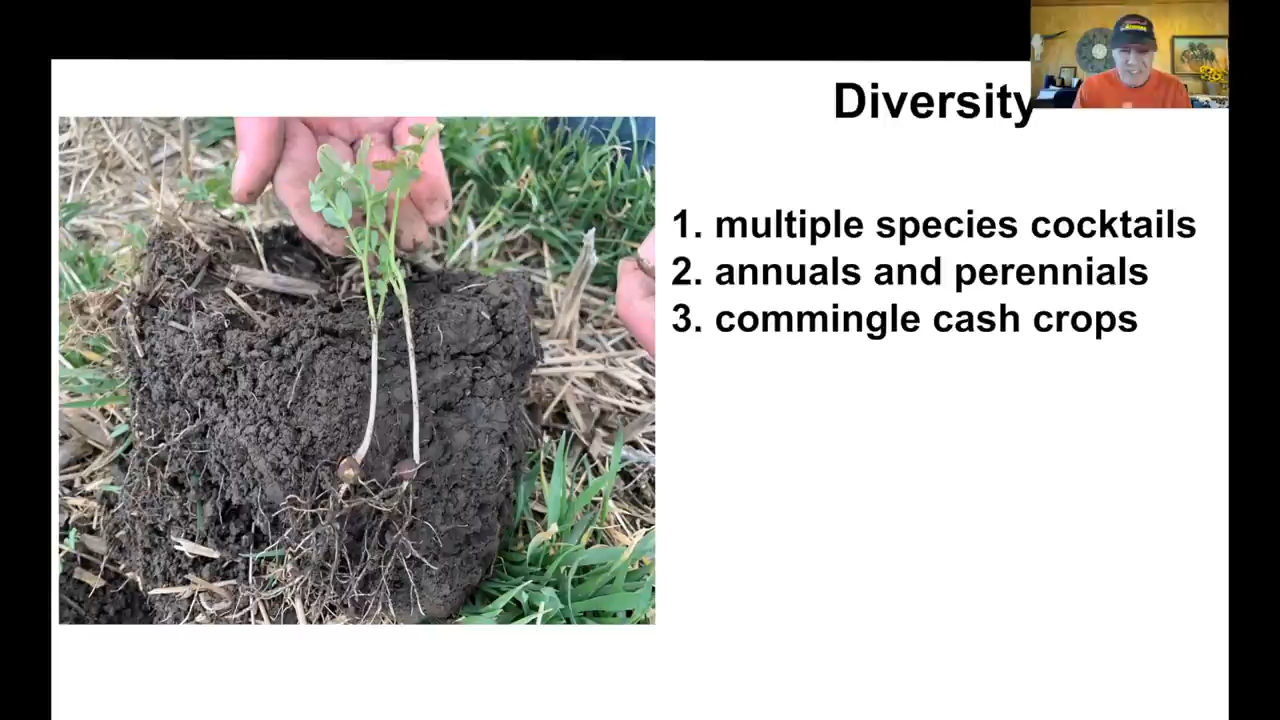 Diversity
1. multiple species cocktails
2. annuals and perennials
3. commingle cash crops